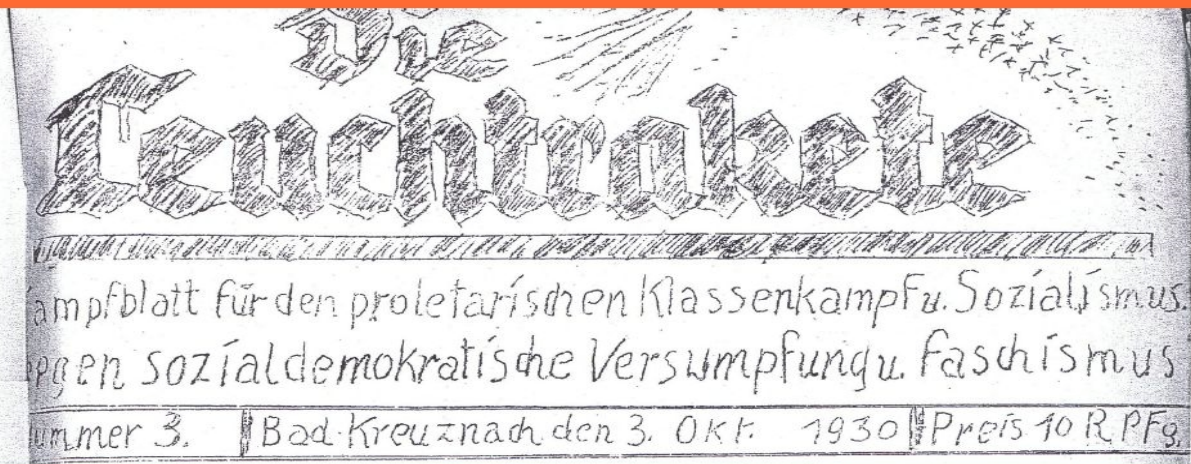 Die
Leuchtrakete
ampfblatt für den proletarischen Klassenkampf u. Sozialismus.
egen sozialdemokratische Versumpfung u. Faschismus
ummer 3. Bad-Kreuznach den 3. Okt. 1930 Preis 10 R Pfg.